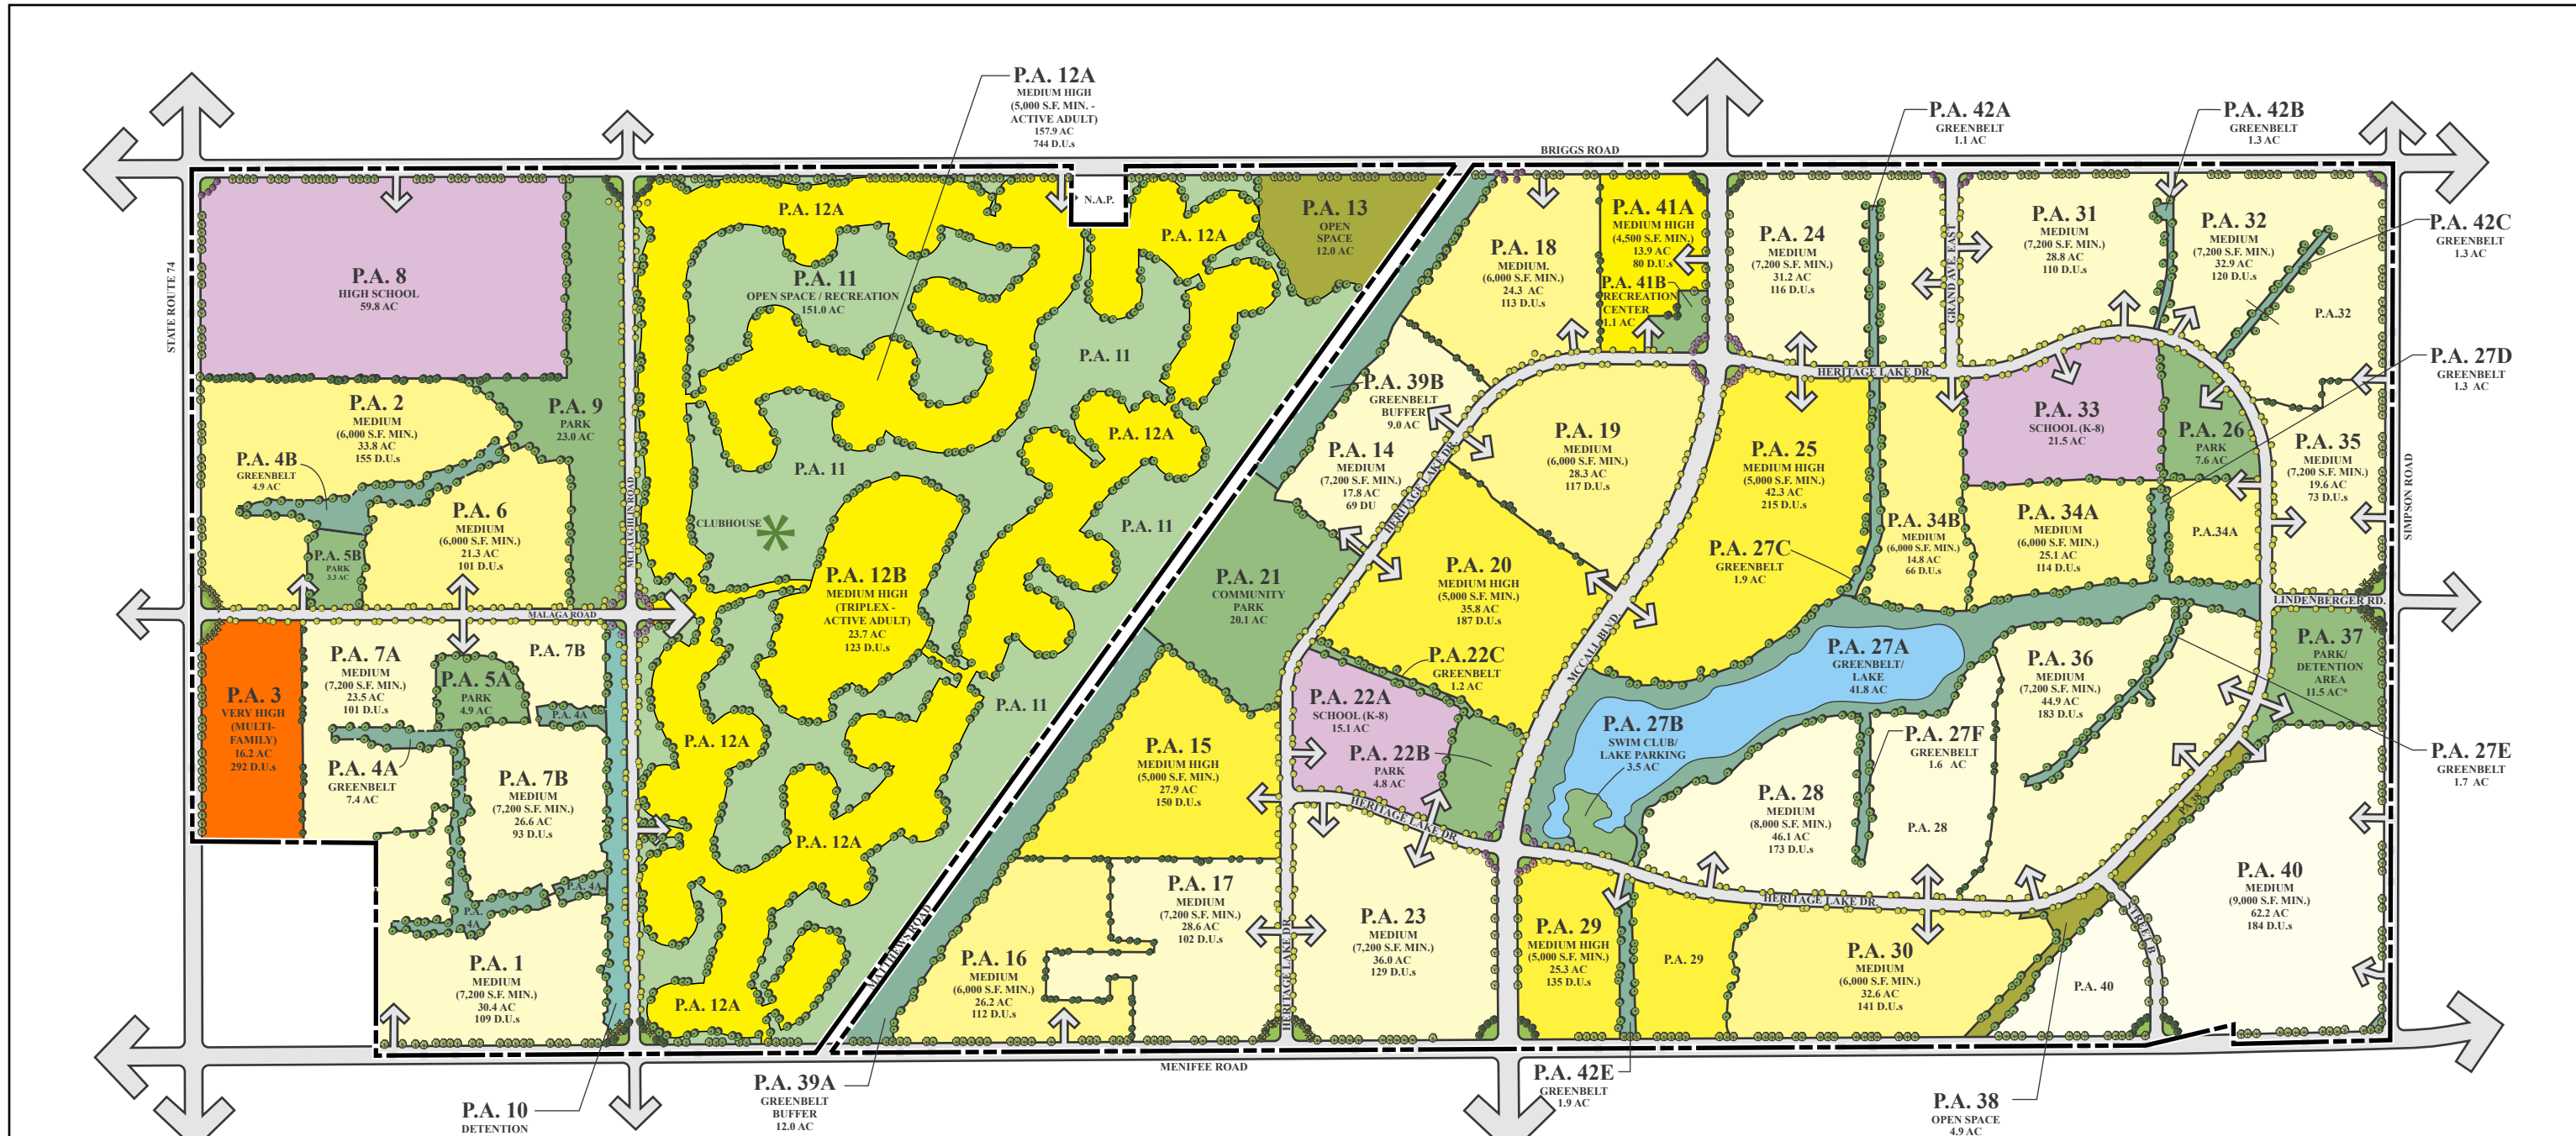 P.A. 12A
MEDIUM HIGH
(5,000 S.F. MIN. -
ACTIVE ADULT)
157.9 AC
744 D.U.s
P.A. 42A
GREENBELT
1.1 AC
P.A. 42B
GREENBELT
1.3 AC
BRIGGS ROAD
STATE ROUTE 74
P.A. 8
HIGH SCHOOL
59.8 AC
P.A. 12A
N.A.P.
P.A. 12A
P.A. 13
OPEN
SPACE
12.0 AC
P.A. 11
OPEN SPACE / RECREATION
151.0 AC
P.A. 18
MEDIUM.
(6,000 S.F. MIN.)
24.3 AC
113 D.U.s
P.A. 41A
MEDIUM HIGH
(4,500 S.F. MIN.)
13.9 AC
80 D.U.s
P.A. 41B
RECREATION
CENTER
1.1 AC
P.A. 24
MEDIUM
(7,200 S.F. MIN.)
31.2 AC
116 D.U.s
GRAND AVE. EAST
P.A. 31
MEDIUM
(7,200 S.F. MIN.)
28.8 AC
110 D.U.s
P.A. 32
MEDIUM
(7,200 S.F. MIN.)
32.9 AC
120 D.U.s
P.A. 42C
GREENBELT
1.3 AC
P.A.32
P.A. 11
P.A. 27D
GREENBELT
1.3 AC
HERITAGE LAKE DR.
P.A. 2
MEDIUM
(6,000 S.F. MIN.)
33.8 AC
155 D.U.s
P.A. 9
PARK
23.0 AC
P.A. 12A
P.A. 39B
GREENBELT
BUFFER
9.0 AC
P.A. 14
MEDIUM
(7,200 S.F. MIN.)
17.8 AC
69 DU
HERITAGE LAKE DR.
P.A. 19
MEDIUM
(6,000 S.F. MIN.)
28.3 AC
117 D.U.s
P.A. 25
MEDIUM HIGH
(5,000 S.F. MIN.)
42.3 AC
215 D.U.s
P.A. 33
SCHOOL (K-8)
21.5 AC
P.A. 26
PARK
7.6 AC
P.A. 35
MEDIUM
(7,200 S.F. MIN.)
19.6 AC
73 D.U.s
SIMPSON ROAD
P.A. 4B
GREENBELT
4.9 AC
P.A. 6
MEDIUM
(6,000 S.F. MIN.)
21.3 AC
101 D.U.s
MCLAUGHLIN ROAD
P.A. 11
CLUBHOUSE
P.A. 11
P.A. 34B
MEDIUM
(6,000 S.F. MIN.)
14.8 AC
66 D.U.s
P.A. 34A
MEDIUM
(6,000 S.F. MIN.)
25.1 AC
114 D.U.s
P.A.34A
P.A. 5B
PARK
3.3 AC
P.A. 12B
MEDIUM HIGH
(TRIPLEX -
ACTIVE ADULT)
23.7 AC
123 D.U.s
P.A. 21
COMMUNITY
PARK
20.1 AC
P.A. 20
MEDIUM HIGH
(5,000 S.F. MIN.)
35.8 AC
187 D.U.s
P.A. 27C
GREENBELT
1.9 AC
MALAGA ROAD
LINDENBERGER RD.
P.A. 3
VERY HIGH
(MULTI-
FAMILY)
16.2 AC
292 D.U.s
P.A. 7A
MEDIUM
(7,200 S.F. MIN.)
23.5 AC
101 D.U.s
P.A. 5A
PARK
4.9 AC
P.A. 7B
P.A. 4A
P.A. 4A
GREENBELT
7.4 AC
P.A. 7B
MEDIUM
(7,200 S.F. MIN.)
26.6 AC
93 D.U.s
P.A. 12A
P.A. 11
P.A.22C
GREENBELT
1.2 AC
MCCALL BLVD.
P.A. 22A
SCHOOL (K-8)
15.1 AC
P.A. 22B
PARK
4.8 AC
P.A. 27A
GREENBELT/
LAKE
41.8 AC
P.A. 27B
SWIM CLUB/
LAKE PARKING
3.5 AC
P.A. 27F
GREENBELT
1.6 AC
P.A. 36
MEDIUM
(7,200 S.F. MIN.)
44.9 AC
183 D.U.s
P.A. 37
PARK/
DETENTION
AREA
11.5 AC*
P.A. 27E
GREENBELT
1.7 AC
P.A. 15
MEDIUM HIGH
(5,000 S.F. MIN.)
27.9 AC
150 D.U.s
HERITAGE LAKE DR.
P.A. 28
MEDIUM
(8,000 S.F. MIN.)
46.1 AC
173 D.U.s
P.A. 28
P.A. 38
P.A. 12A
P.A. 4A
P.A.
4A
P.A. 17
MEDIUM
(7,200 S.F. MIN.)
28.6 AC
102 D.U.s
P.A. 23
MEDIUM
(7,200 S.F. MIN.)
36.0 AC
129 D.U.s
HERITAGE LAKE DR.
HERITAGE LAKE DR.
P.A. 40
MEDIUM
(9,000 S.F. MIN.)
62.2 AC
184 D.U.s
STREET B
P.A. 1
MEDIUM
(7,200 S.F. MIN.)
30.4 AC
109 D.U.s
P.A. 12A
MATTHEWS ROAD
P.A. 16
MEDIUM
(6,000 S.F. MIN.)
26.2 AC
112 D.U.s
P.A. 29
MEDIUM HIGH
(5,000 S.F. MIN.)
25.3 AC
135 D.U.s
P.A. 29
P.A. 30
MEDIUM
(6,000 S.F. MIN.)
32.6 AC
141 D.U.s
P.A. 40
MENIFEE ROAD
P.A. 10
DETENTION
P.A. 39A
GREENBELT
BUFFER
12.0 AC
P.A. 42E
GREENBELT
1.9 AC
P.A. 38
OPEN SPACE
4.9 AC